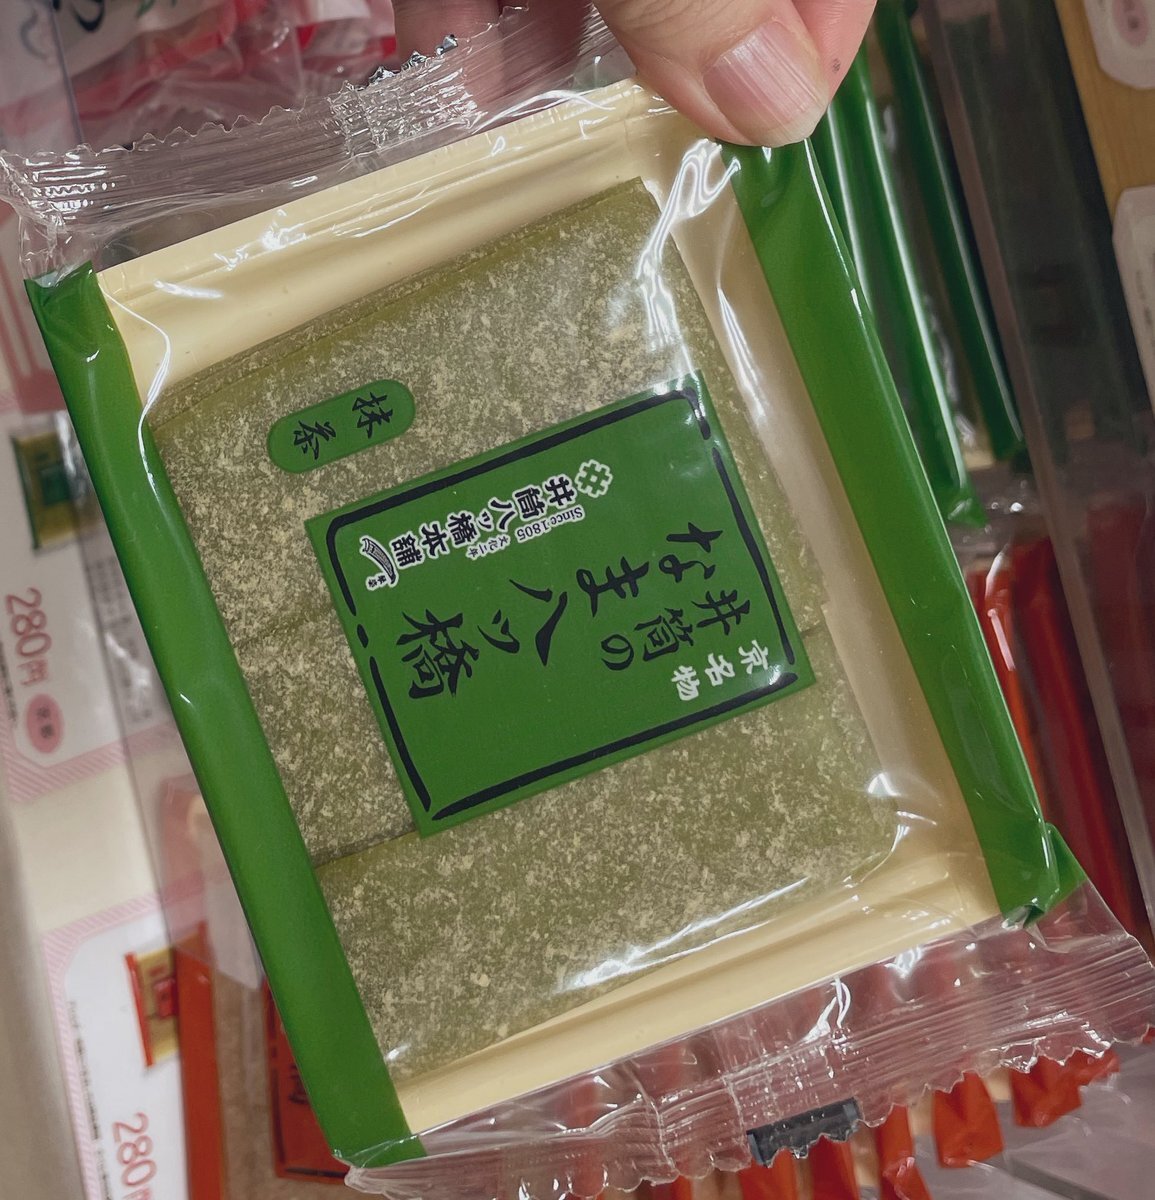 京名物
井筒の
なま
八ッ橋
井筒八ッ橋本舗
Since・1805
文化二年
抹茶
280円
280円